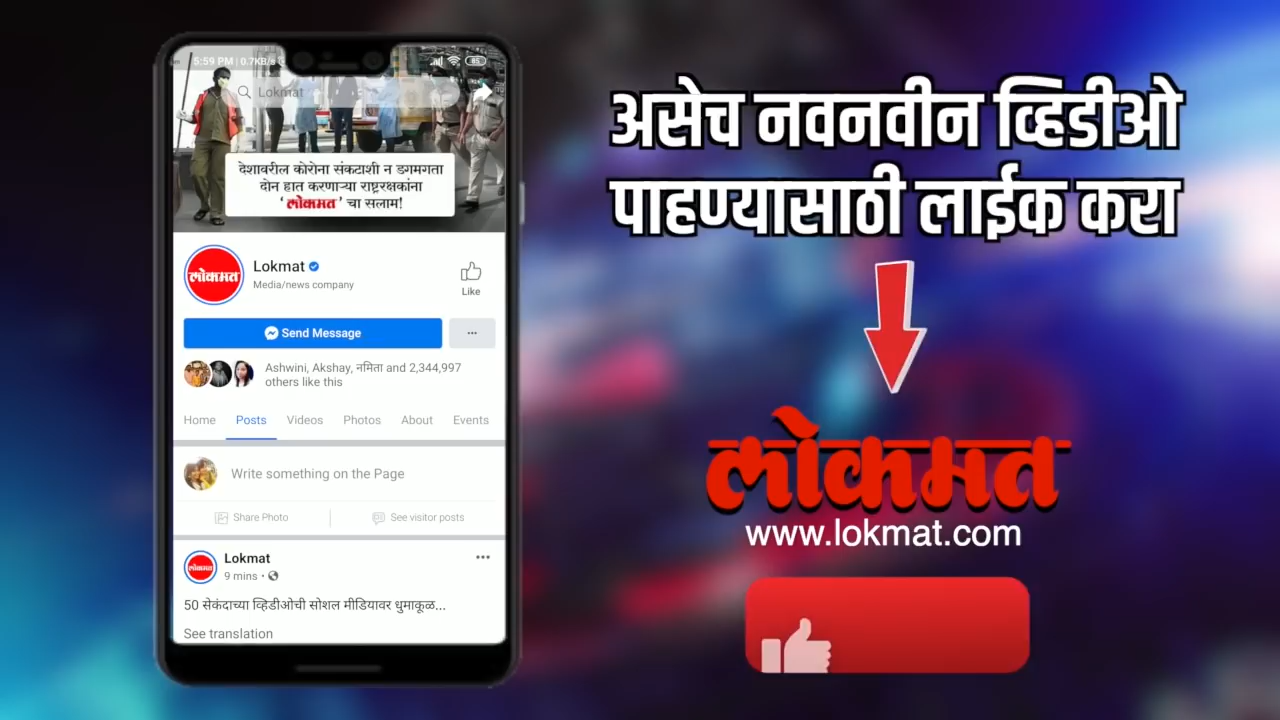 5:59 PM | 0.7KB/s
85
Lokmat
देशावरील कोरोना संकटाशी न डगमगता
दोन हात करणाऱ्या राष्ट्ररक्षकांना
‘लोकमत’ चा सलाम!
लोकमत
Lokmat
Media/news company
Like
Send Message
Ashwini, Akshay, नमिता and 2,344,997
others like this
Home Posts Videos Photos About Events
Write something on the Page
Share Photo See visitor posts
लोकमत
Lokmat
9 mins
50 सेकंदाच्या व्हिडीओची सोशल मीडियावर धुमाकूळ...
See translation
असेच नवनवीन व्हिडीओ
पाहण्यासाठी लाईक करा
लोकमत
www.lokmat.com